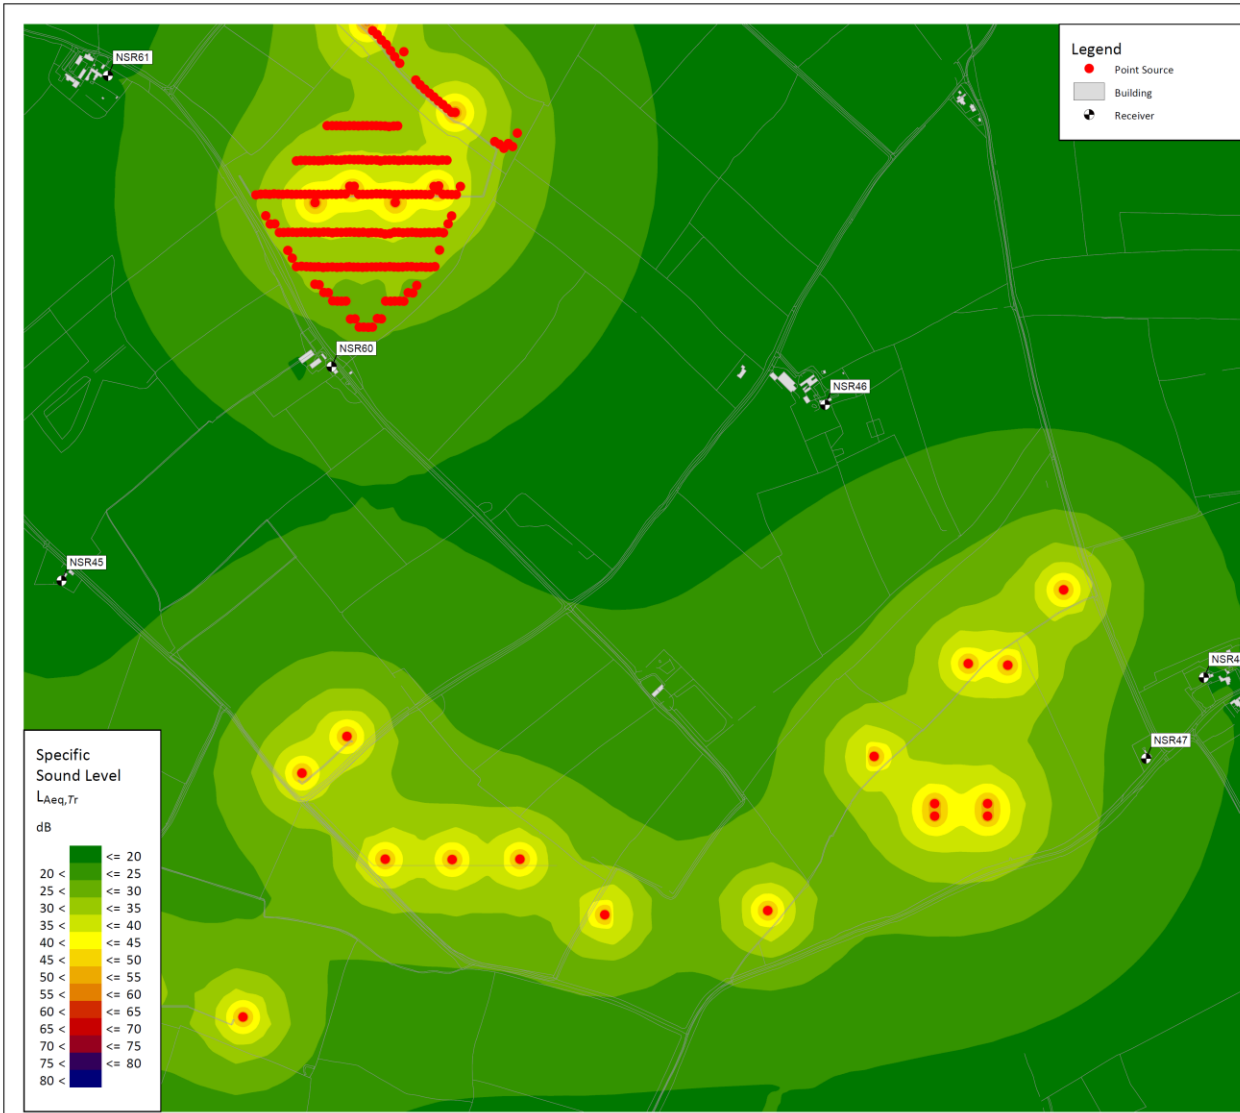 NSR61
Legend
Point Source
Building
Receiver
NSR60
NSR46
NSR45
NSR4
NSR47
Specific
Sound Level
LAeq,Tr
dB
<= 20
20 < <= 25
25 < <= 30
30 < <= 35
35 < <= 40
40 < <= 45
45 < <= 50
50 < <= 55
55 < <= 60
60 < <= 65
65 < <= 70
70 < <= 75
75 < <= 80
80 <